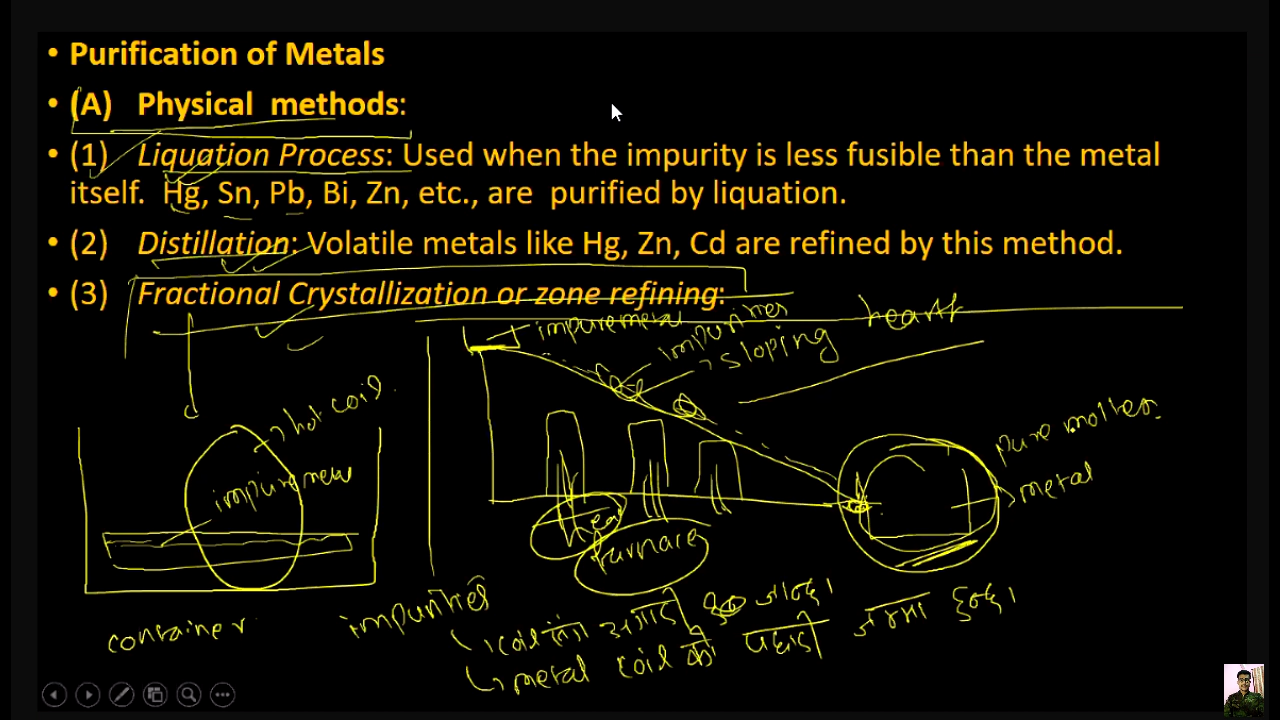 • Purification of Metals
• (A) Physical methods:
• (1) Liquation Process: Used when the impurity is less fusible than the metal
itself. Hg, Sn, Pb, Bi, Zn, etc., are purified by liquation.
• (2) Distillation: Volatile metals like Hg, Zn, Cd are refined by this method.
• (3) Fractional Crystallization or zone refining:
impuremetal
impurities
sloping
hot coil
pure molten
metal
furnace
container
impurities
metal coil